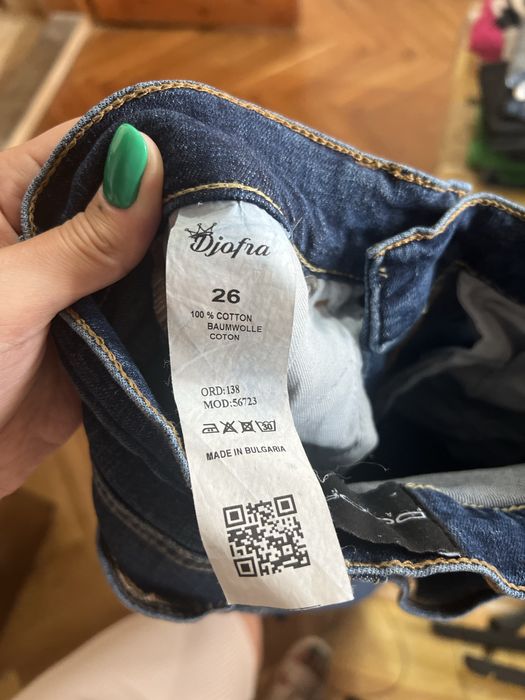 Djofra
26
100 % COTTON
BAUMWOLLE
COTON
ORD:138
MOD:56723
MADE IN BULGARIA